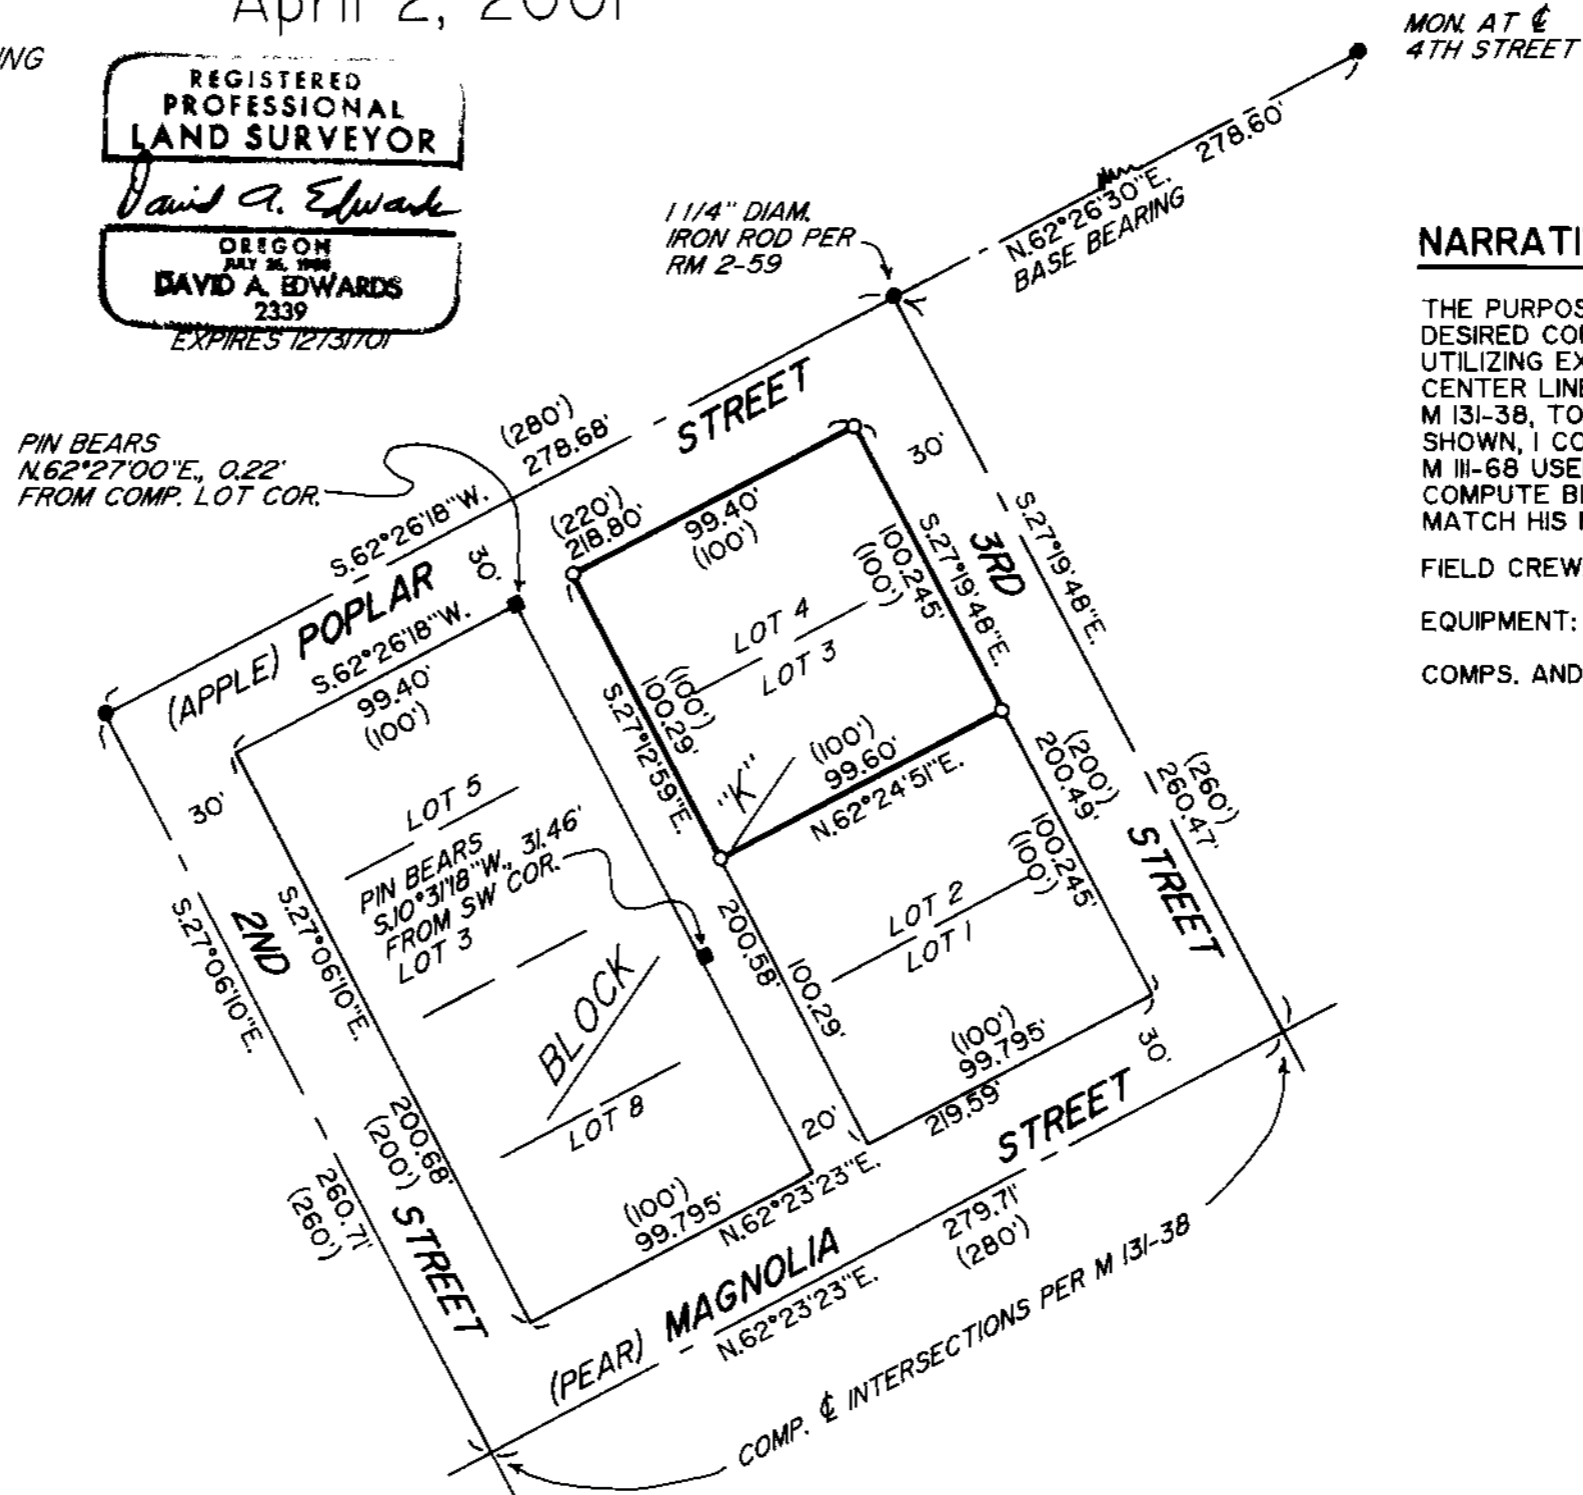 April 2, 2001
NG
REGISTERED
PROFESSIONAL
LAND SURVEYOR
David A. Edwards
OREGON
JULY 26,
DAVID A. EDWARDS
2339
EXPIRES 12/31/01
MON. AT ℄
4TH STREET
278.60'
N.62°26'30"E.
BASE BEARING
1 1/4" DIAM.
IRON ROD PER
RM 2-59
NARRATI
THE PURPOS
DESIRED CO
UTILIZING EX
CENTER LINE
M 131-38, TO
SHOWN, I CO
M 111-68 USE
COMPUTE B
MATCH HIS
FIELD CREW
EQUIPMENT:
COMPS. AND
PIN BEARS
N.62°27'00"E., 0.22'
FROM COMP. LOT COR.
(280')
278.68'
S.62°26'18"W.
STREET
(APPLE) POPLAR
30'
S.62°26'18"W.
99.40'
(100')
(220')
218.80'
99.40'
(100')
30'
3RD
S.27°19'48"E.
S.27°19'48"E.
100.245'
(100')
LOT 4
LOT 3
(100')
100.29'
S.27°12'59"E.
"K"
(100')
99.60'
N.62°24'51"E.
(200')
200.49'
(260')
260.47'
STREET
100.245'
(100')
LOT 2
LOT 1
200.58'
100.29'
(100')
99.795'
219.59'
30'
30'
2ND
S.27°06'10"E.
S.27°06'10"E.
LOT 5
PIN BEARS
S.10°31'18"W., 31.46'
FROM SW COR.
LOT 3
BLOCK
LOT 8
200.68'
(200')
STREET
260.71'
(260')
(100')
99.795'
20'
N.62°23'23"E.
STREET
(PEAR) MAGNOLIA
279.71'
(280')
N.62°23'23"E.
COMP. ℄ INTERSECTIONS PER M 131-38